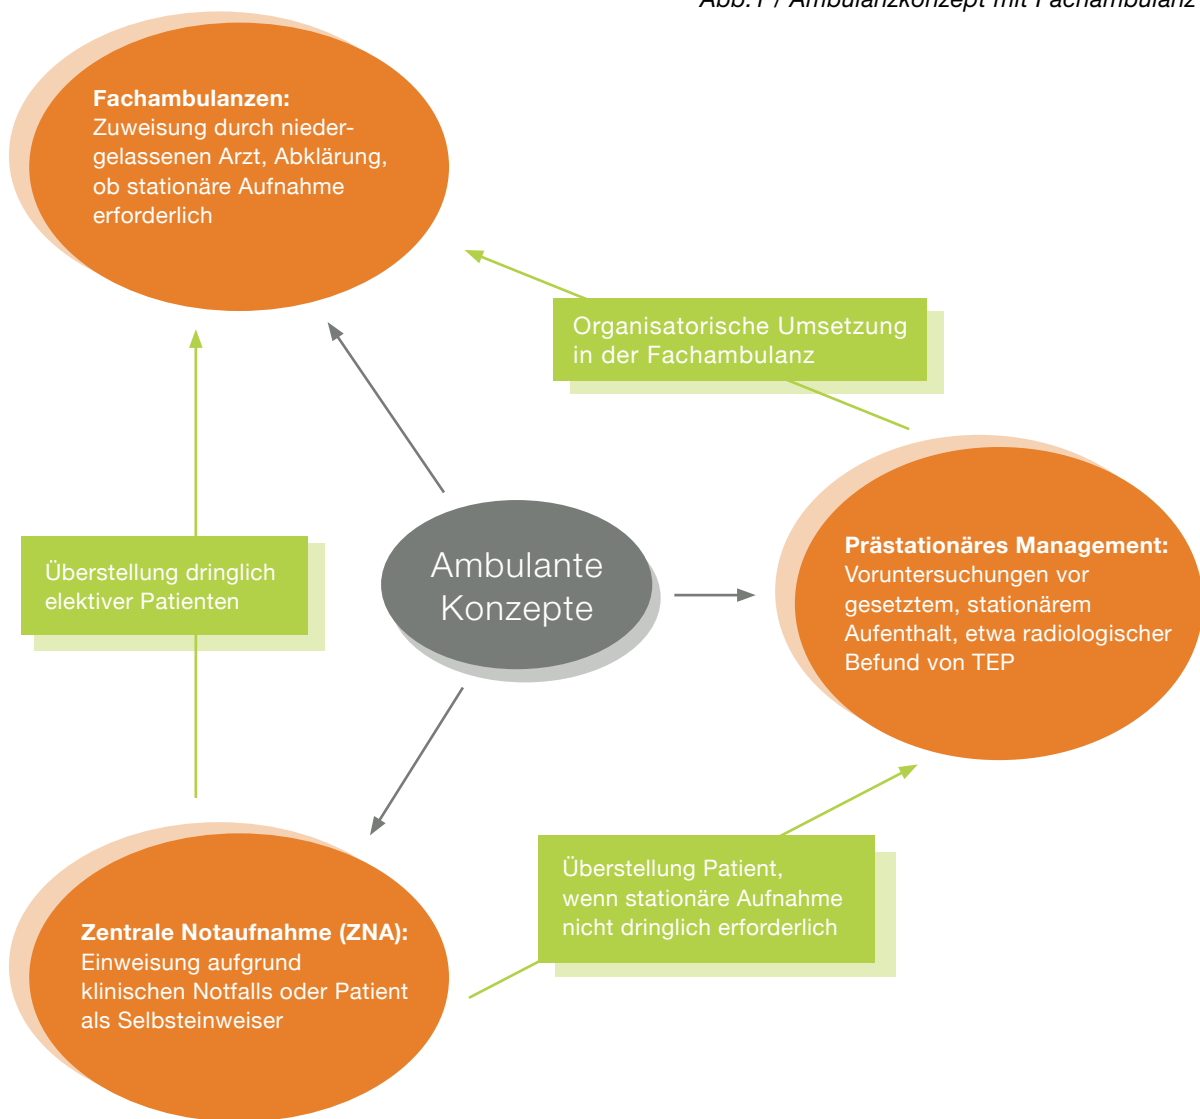 Abb.1 / Ambulanzkonzept mit Fachambulanz
Fachambulanzen:
Zuweisung durch nieder-
gelassenen Arzt, Abklärung,
ob stationäre Aufnahme
erforderlich
Organisatorische Umsetzung
in der Fachambulanz
Überstellung dringlich
elektiver Patienten
Ambulante
Konzepte
Prästationäres Management:
Voruntersuchungen vor
gesetztem, stationärem
Aufenthalt, etwa radiologischer
Befund von TEP
Überstellung Patient,
wenn stationäre Aufnahme
nicht dringlich erforderlich
Zentrale Notaufnahme (ZNA):
Einweisung aufgrund
klinischen Notfalls oder Patient
als Selbsteinweiser